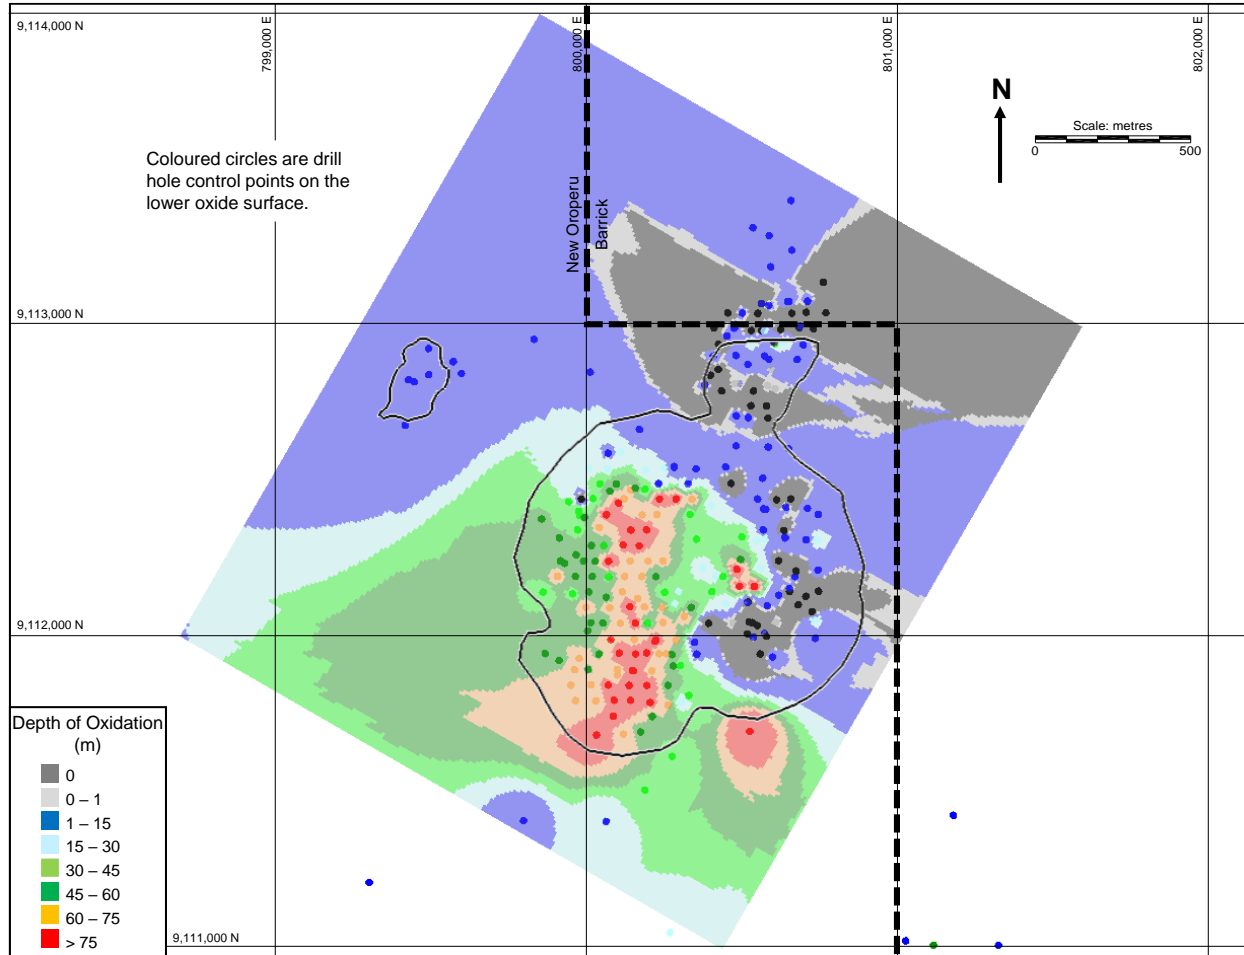 9,114,000 N
799,000 E
800,000 E
801,000 E
802,000 E
N
Scale: metres
0
500
Coloured circles are drill
hole control points on the
lower oxide surface.
New Oroperu
Barrick
9,113,000 N
9,112,000 N
Depth of Oxidation
(m)
0
0 – 1
1 – 15
15 – 30
30 – 45
45 – 60
60 – 75
> 75
9,111,000 N